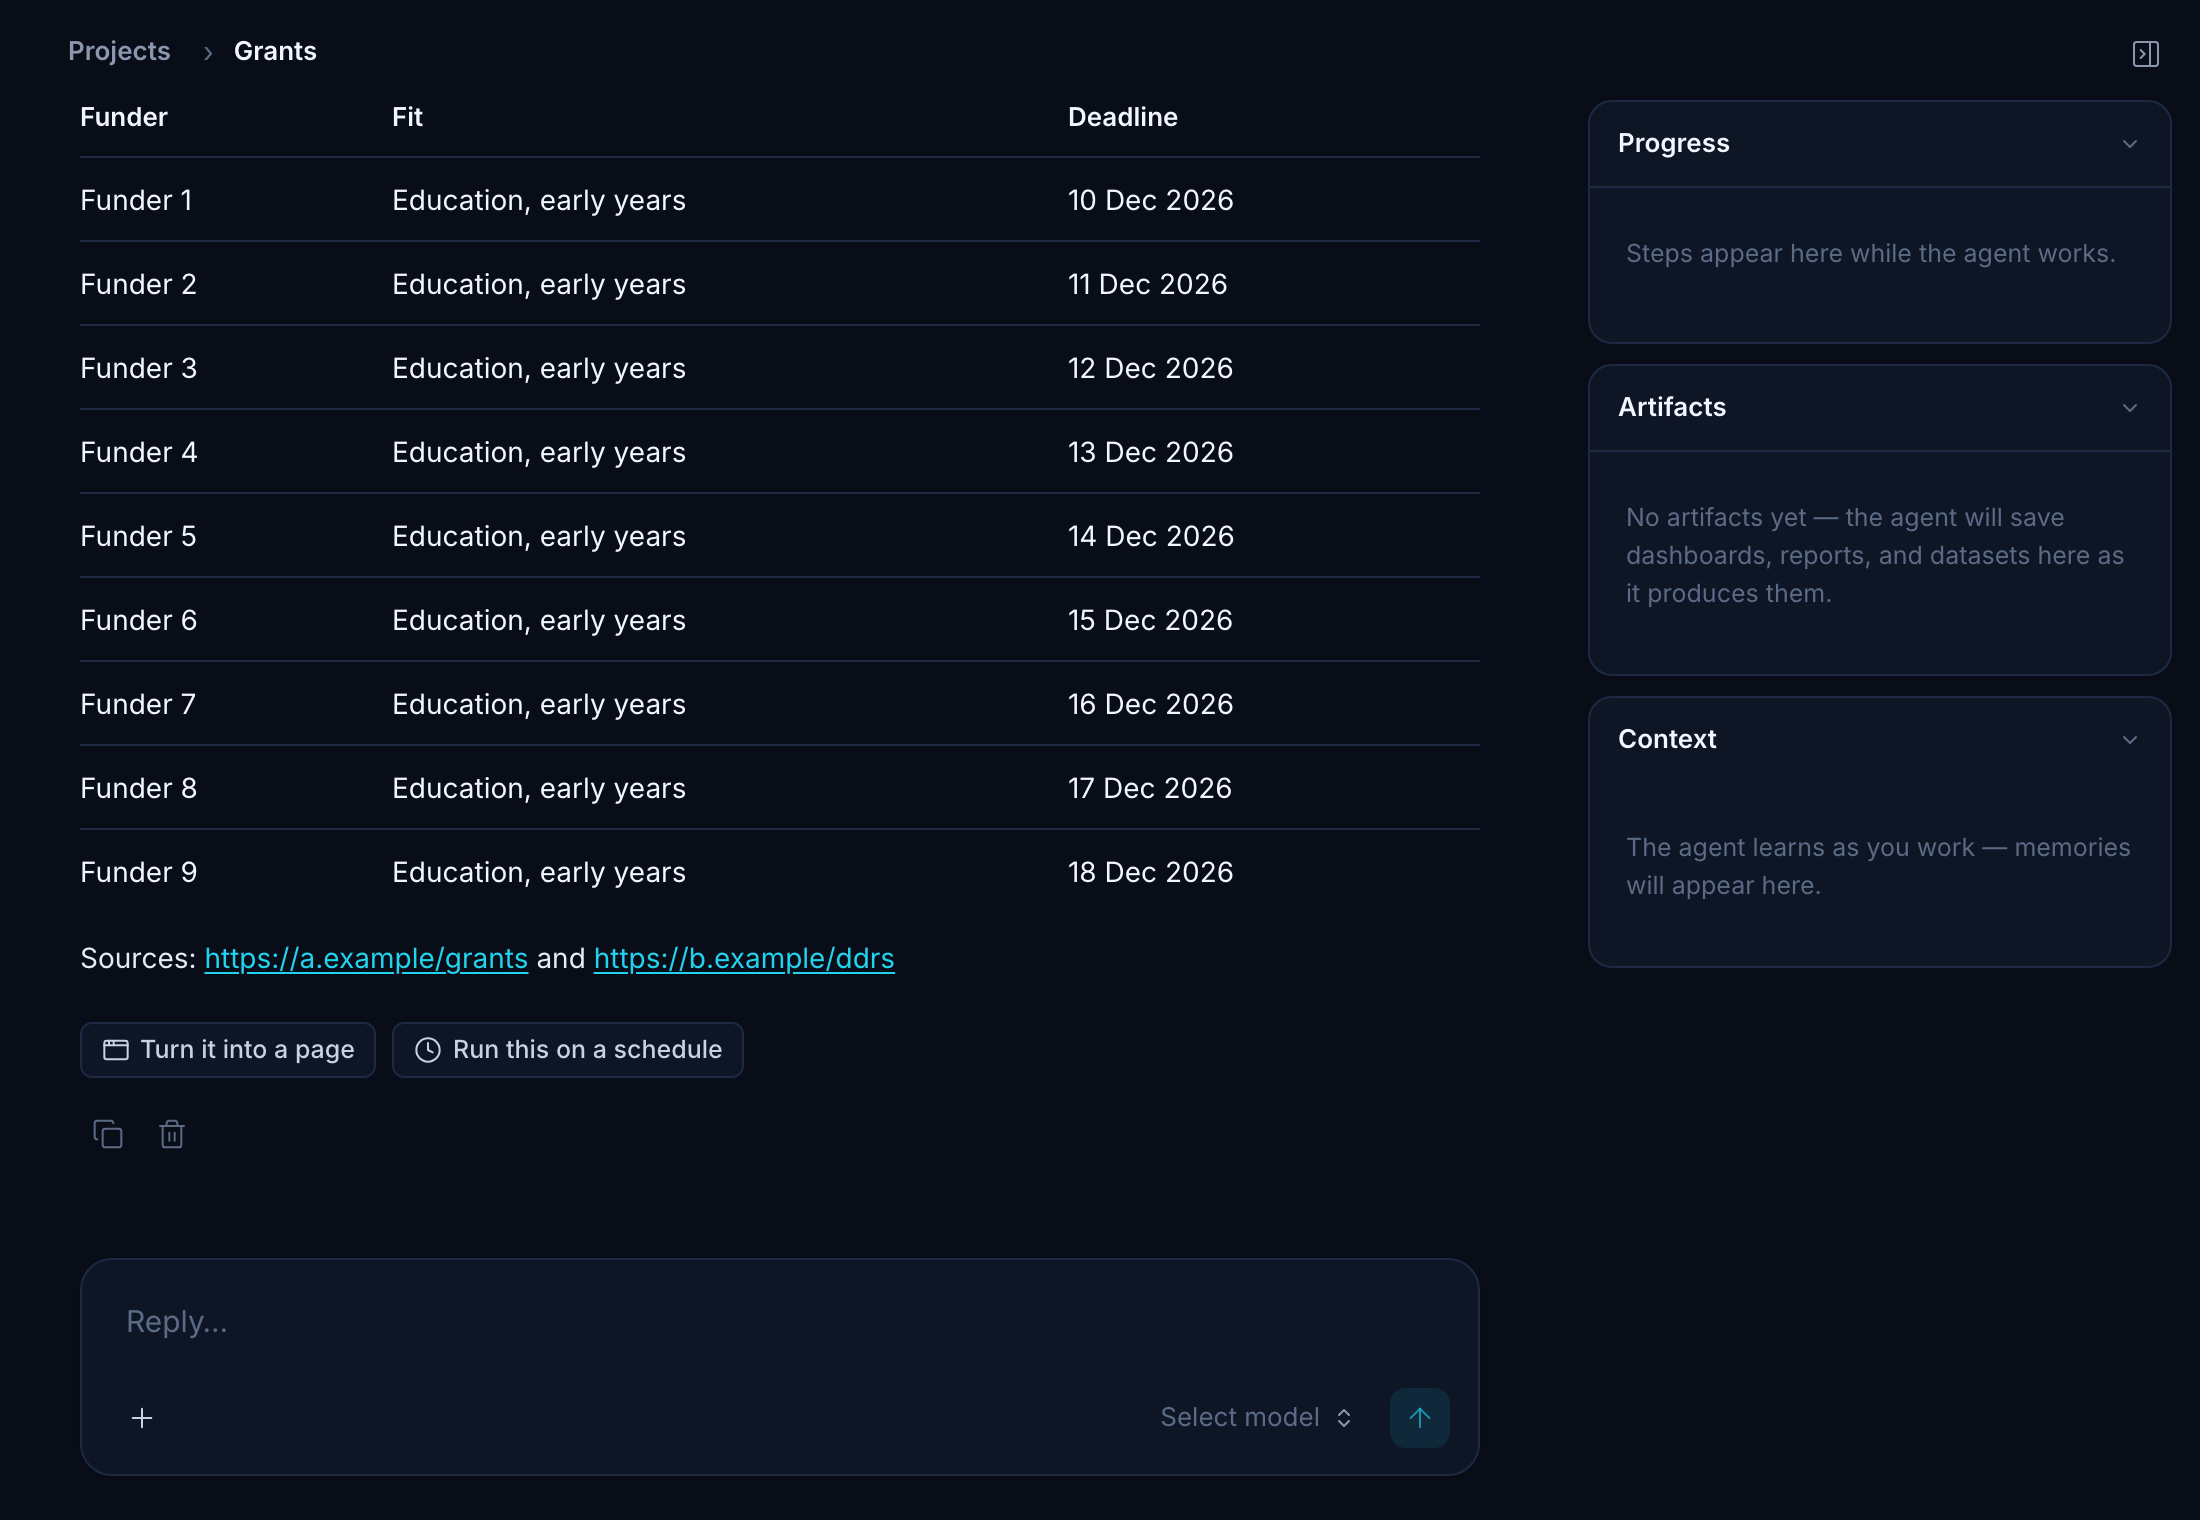 Projects › Grants
Funder Fit Deadline
Funder 1 Education, early years 10 Dec 2026
Funder 2 Education, early years 11 Dec 2026
Funder 3 Education, early years 12 Dec 2026
Funder 4 Education, early years 13 Dec 2026
Funder 5 Education, early years 14 Dec 2026
Funder 6 Education, early years 15 Dec 2026
Funder 7 Education, early years 16 Dec 2026
Funder 8 Education, early years 17 Dec 2026
Funder 9 Education, early years 18 Dec 2026
Sources: https://a.example/grants and https://b.example/ddrs
Turn it into a page Run this on a schedule
Reply...
Select model
Progress
Steps appear here while the agent works.
Artifacts
No artifacts yet — the agent will save
dashboards, reports, and datasets here as
it produces them.
Context
The agent learns as you work — memories
will appear here.